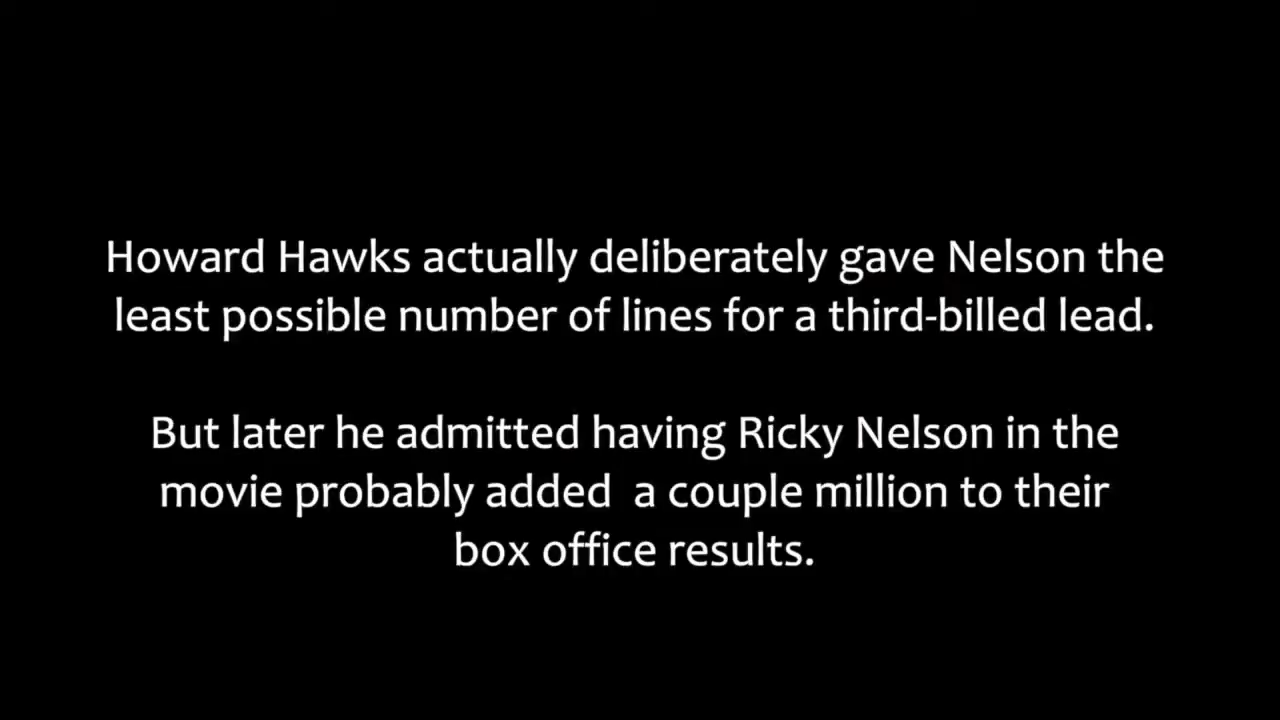 Howard Hawks actually deliberately gave Nelson the
least possible number of lines for a third-billed lead.
But later he admitted having Ricky Nelson in the
movie probably added  a couple million to their
box office results.